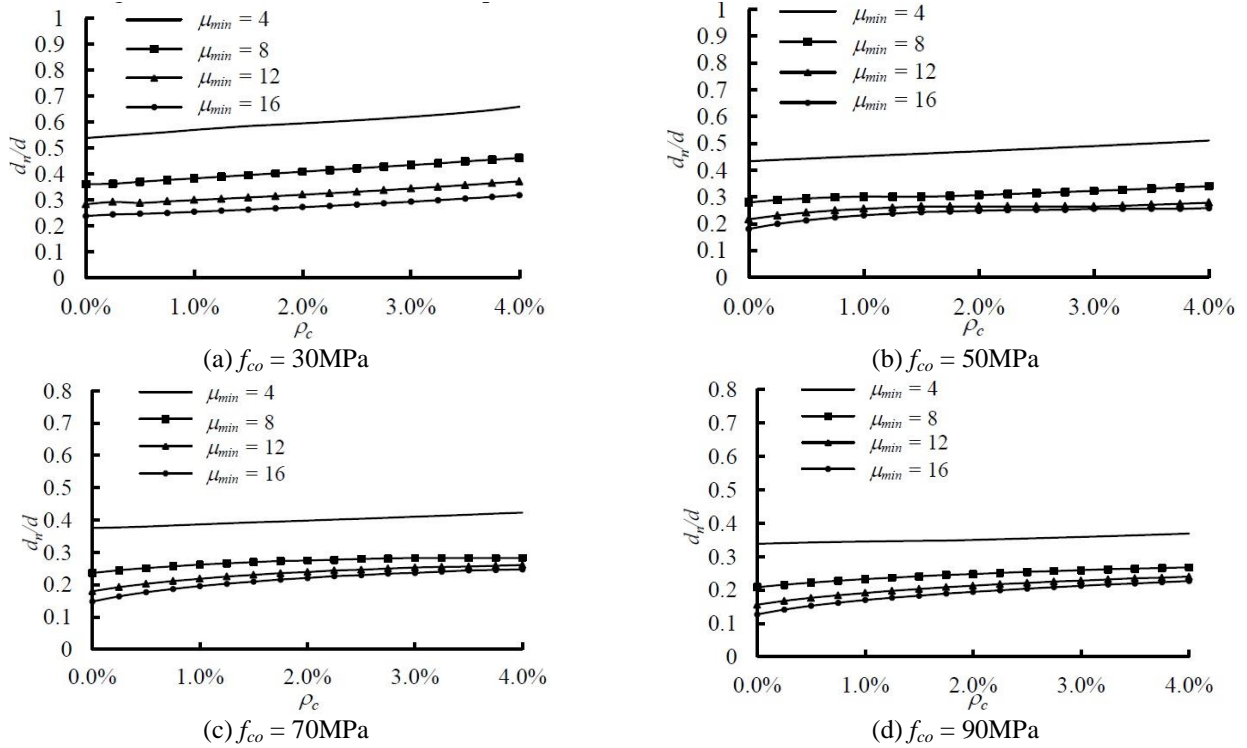 1
0.9
0.8
0.7
0.6
0.5
0.4
0.3
0.2
0.1
0
dn/d
μmin = 4
μmin = 8
μmin = 12
μmin = 16
0.0% 1.0% 2.0% 3.0% 4.0%
ρc
(a) fco = 30MPa
1
0.9
0.8
0.7
0.6
0.5
0.4
0.3
0.2
0.1
0
dn/d
μmin = 4
μmin = 8
μmin = 12
μmin = 16
0.0% 1.0% 2.0% 3.0% 4.0%
ρc
(b) fco = 50MPa
0.8
0.7
0.6
0.5
0.4
0.3
0.2
0.1
0
dn/d
μmin = 4
μmin = 8
μmin = 12
μmin = 16
0.0% 1.0% 2.0% 3.0% 4.0%
ρc
(c) fco = 70MPa
0.8
0.7
0.6
0.5
0.4
0.3
0.2
0.1
0
dn/d
μmin = 4
μmin = 8
μmin = 12
μmin = 16
0.0% 1.0% 2.0% 3.0% 4.0%
ρc
(d) fco = 90MPa